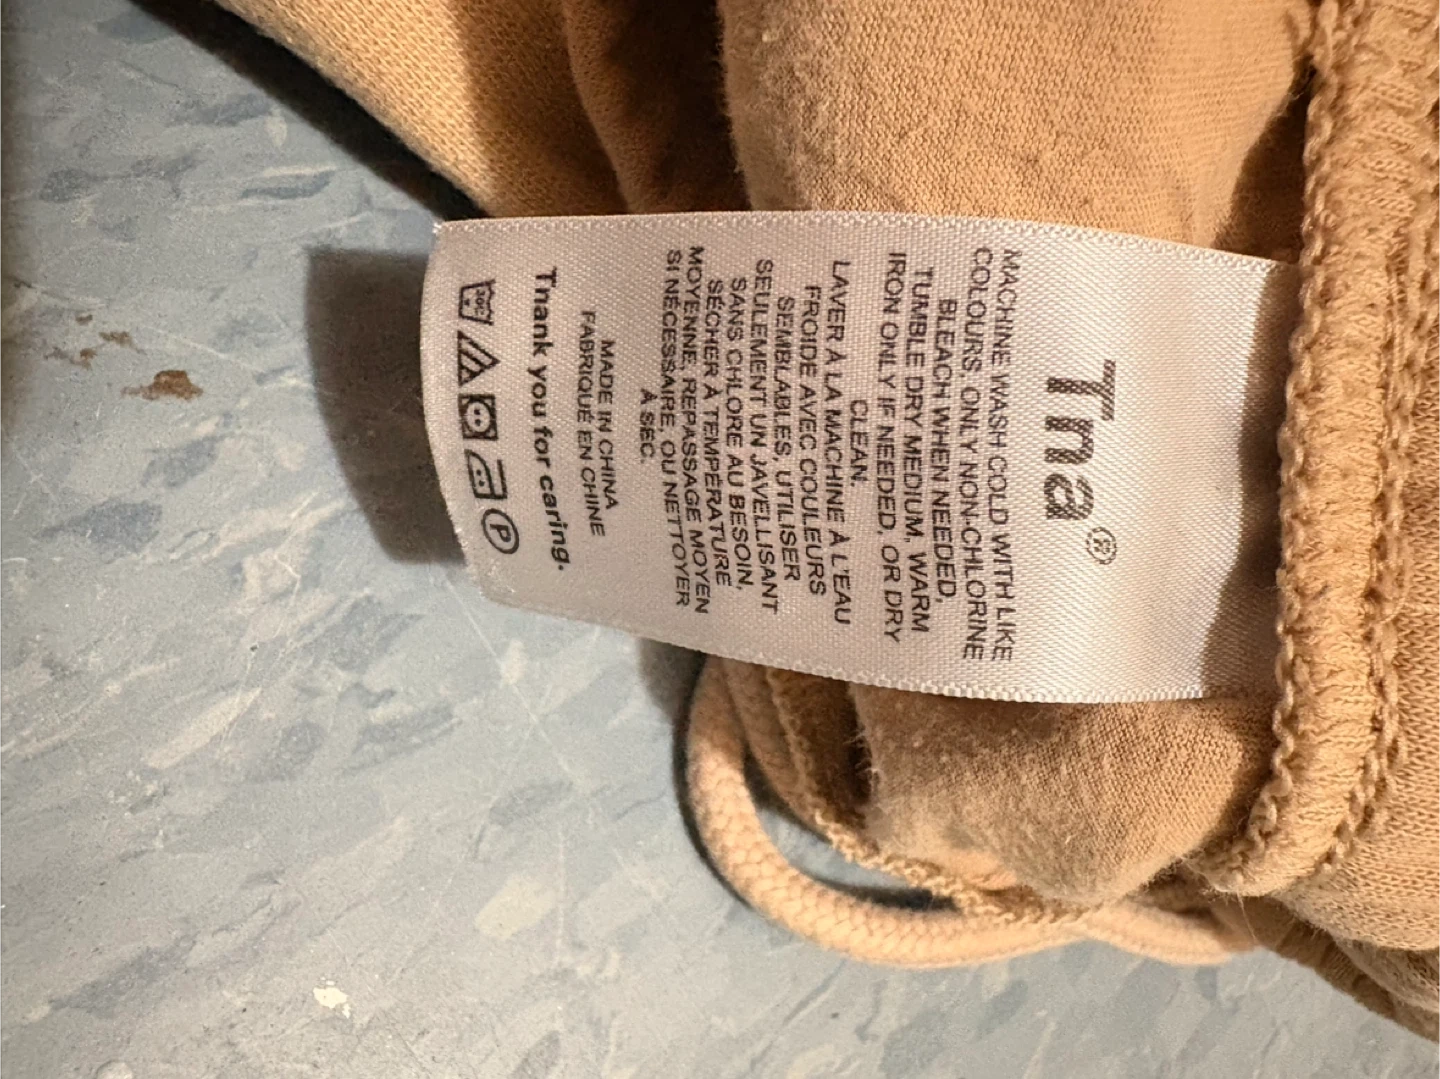 Tna®
MACHINE WASH COLD WITH LIKE
COLOURS, ONLY NON-CHLORINE
BLEACH WHEN NEEDED,
TUMBLE DRY MEDIUM, WARM
IRON ONLY IF NEEDED, OR DRY
CLEAN.
LAVER À LA MACHINE À L'EAU
FROIDE AVEC COULEURS
SEMBLABLES, UTILISER
SEULEMENT UN JAVELLISANT
SANS CHLORE AU BESOIN,
SÉCHER À TEMPÉRATURE
MOYENNE, REPASSAGE MOYEN
SI NÉCESSAIRE, OU NETTOYER
À SEC.
MADE IN CHINA
FABRIQUÉ EN CHINE
Thank you for caring.
30C P